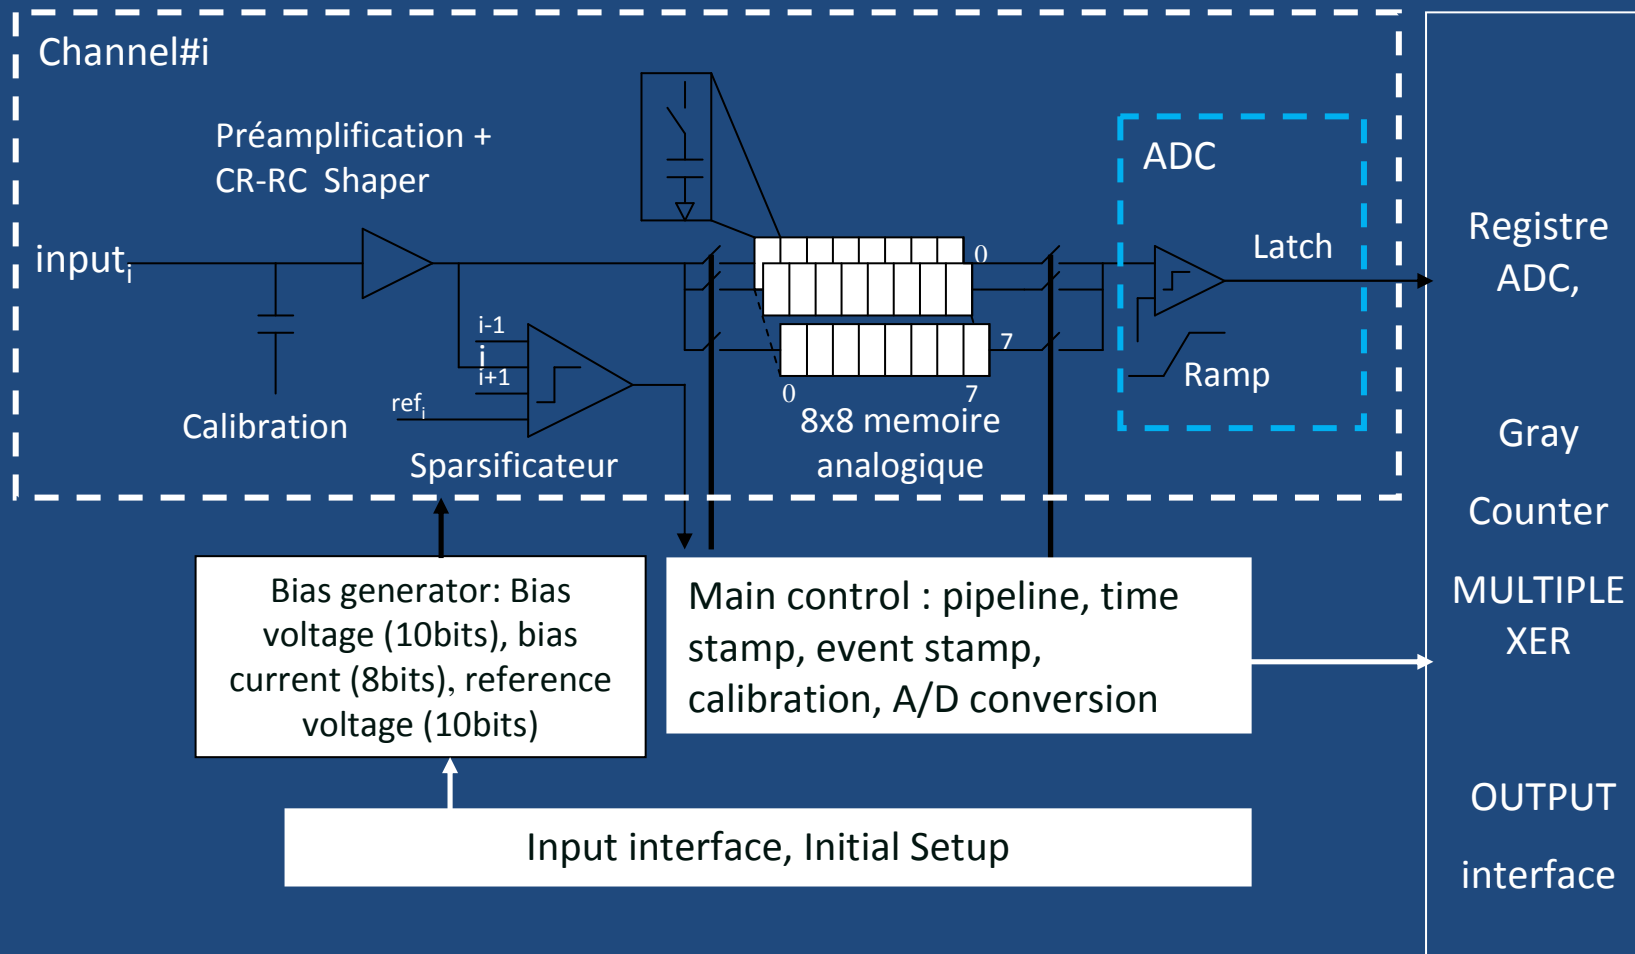 Channel#i
Préamplification +
CR-RC Shaper
ADC
input_i
Latch
Ramp
i-1
i
i+1
ref_i
Calibration
Sparsificateur
0
7
0
7
8x8 memoire
analogique
Registre
ADC,
Gray
Counter
MULTIPLE
XER
OUTPUT
interface
Bias generator: Bias
voltage (10bits), bias
current (8bits), reference
voltage (10bits)
Main control : pipeline, time
stamp, event stamp,
calibration, A/D conversion
Input interface, Initial Setup